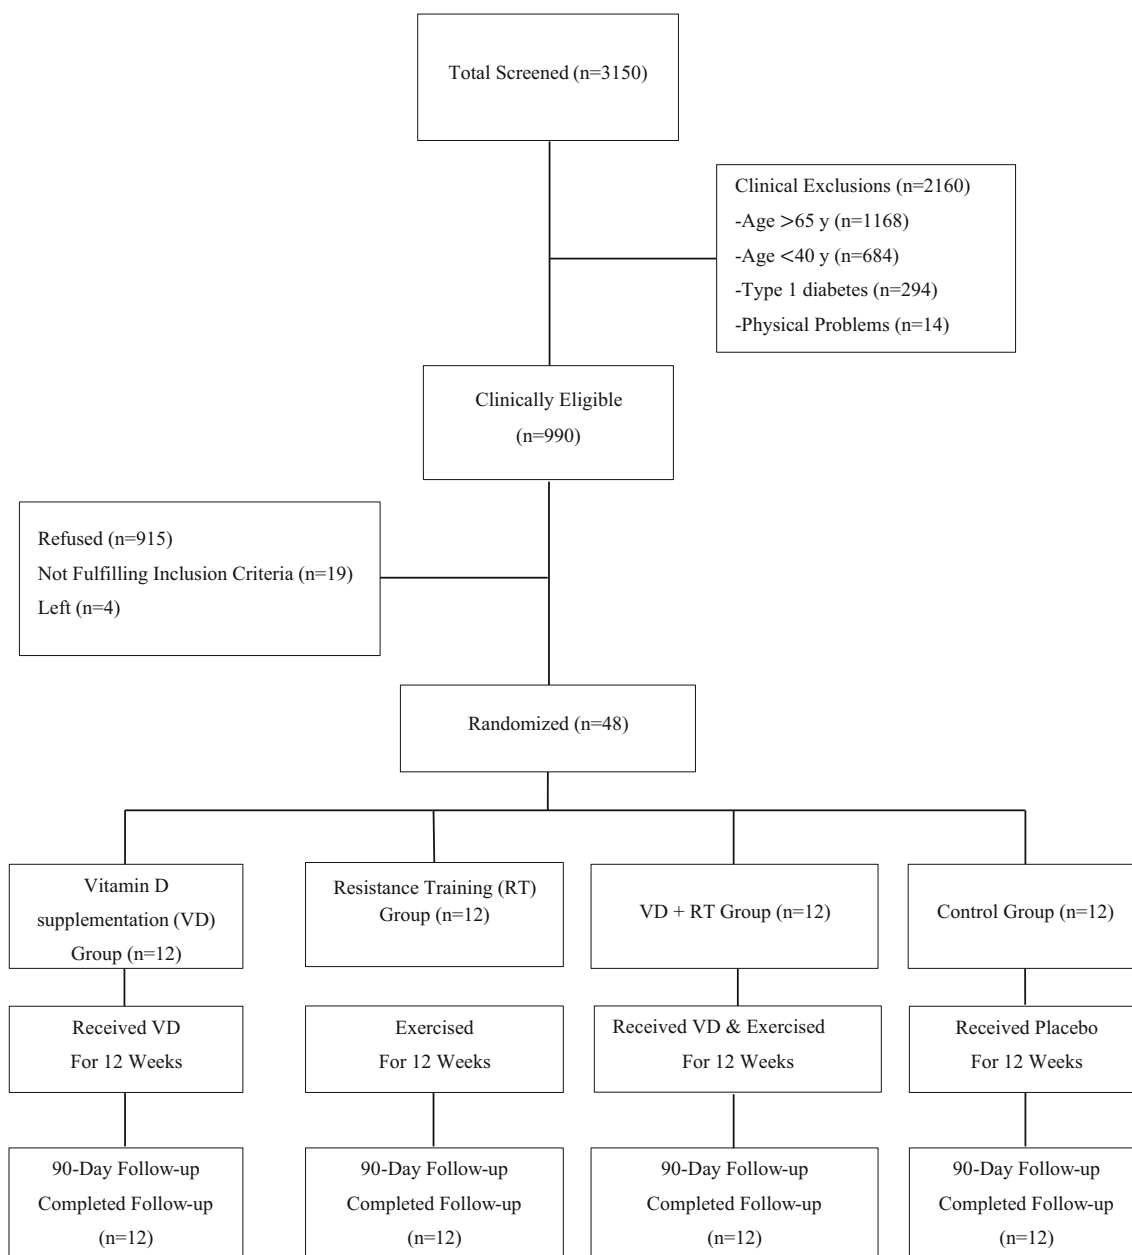 Total Screened (n=3150)
Clinical Exclusions (n=2160)
-Age >65 y (n=1168)
-Age <40 y (n=684)
-Type 1 diabetes (n=294)
-Physical Problems (n=14)
Clinically Eligible
(n=990)
Refused (n=915)
Not Fulfilling Inclusion Criteria (n=19)
Left (n=4)
Randomized (n=48)
Vitamin D
supplementation (VD)
Group (n=12)
Resistance Training (RT)
Group (n=12)
VD + RT Group (n=12)
Control Group (n=12)
Received VD
For 12 Weeks
Exercised
For 12 Weeks
Received VD & Exercised
For 12 Weeks
Received Placebo
For 12 Weeks
90-Day Follow-up
Completed Follow-up
(n=12)
90-Day Follow-up
Completed Follow-up
(n=12)
90-Day Follow-up
Completed Follow-up
(n=12)
90-Day Follow-up
Completed Follow-up
(n=12)